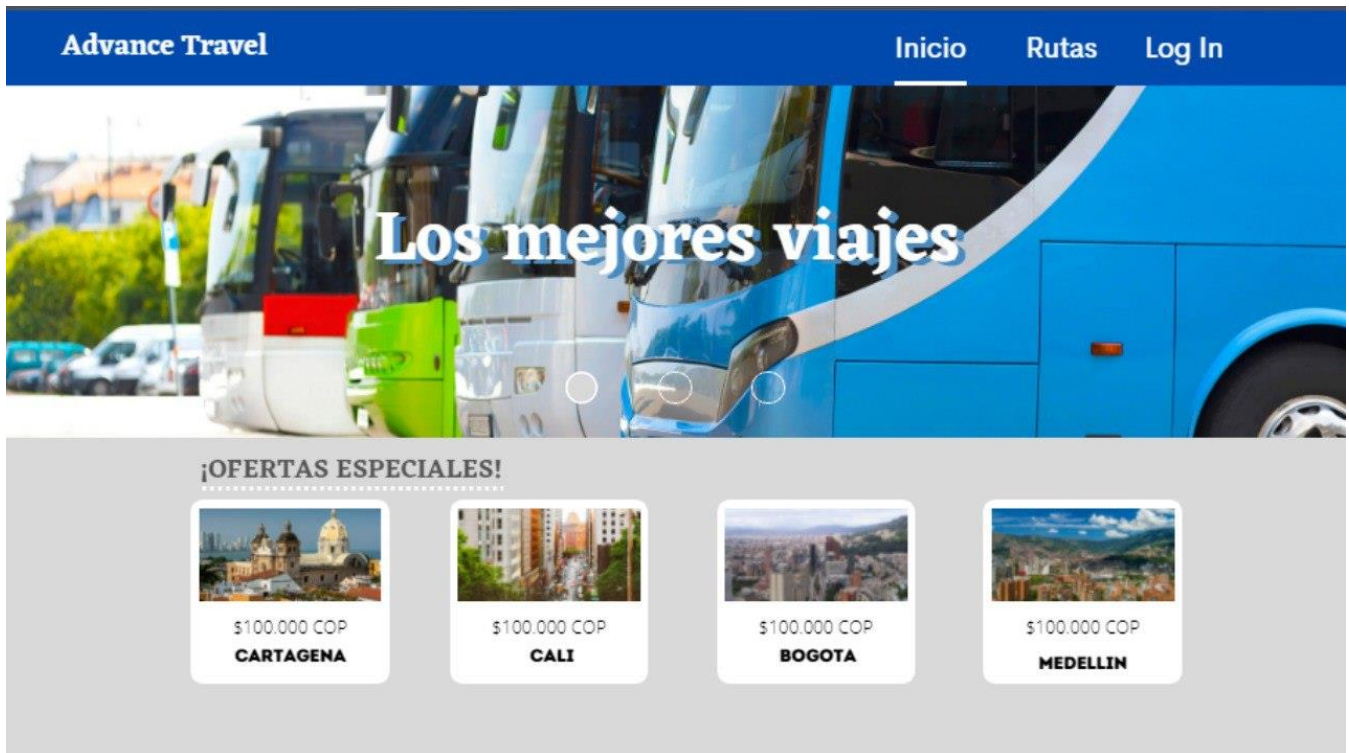 Advance Travel
Inicio Rutas Log In
Los mejores viajes
¡OFERTAS ESPECIALES!
$100.000 COP
CARTAGENA
$100.000 COP
CALI
$100.000 COP
BOGOTA
$100.000 COP
MEDELLIN